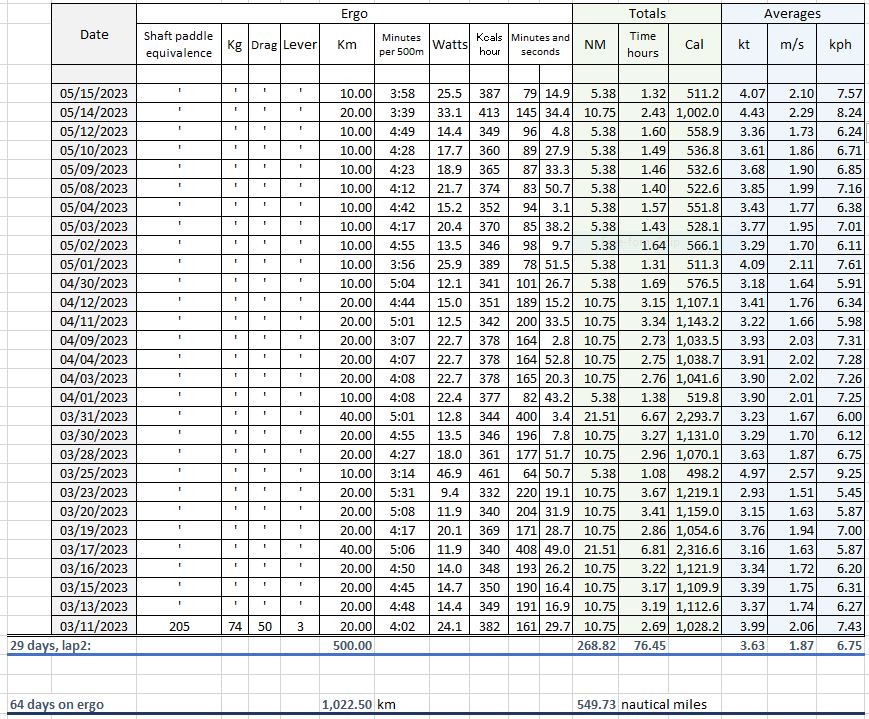 Ergo Totals Averages
Date Shaft paddle equivalence Kg Drag Lever Km Minutes per 500m Watts Kcals hour Minutes and seconds NM Time hours Cal kt m/s kph
05/15/2023 ' ' ' ' 10.00 3:58 25.5 387 79 14.9 5.38 1.32 511.2 4.07 2.10 7.57
05/14/2023 ' ' ' ' 20.00 3:39 33.1 413 145 34.4 10.75 2.43 1,002.0 4.43 2.29 8.24
05/12/2023 ' ' ' ' 10.00 4:49 14.4 349 96 4.8 5.38 1.60 558.9 3.36 1.73 6.24
05/10/2023 ' ' ' ' 10.00 4:28 17.7 360 89 27.9 5.38 1.49 536.8 3.61 1.86 6.71
05/09/2023 ' ' ' ' 10.00 4:23 18.9 365 87 33.3 5.38 1.46 532.6 3.68 1.90 6.85
05/08/2023 ' ' ' ' 10.00 4:12 21.7 374 83 50.7 5.38 1.40 522.6 3.85 1.99 7.16
05/04/2023 ' ' ' ' 10.00 4:42 15.2 352 94 3.1 5.38 1.57 551.8 3.43 1.77 6.38
05/03/2023 ' ' ' ' 10.00 4:17 20.4 370 85 38.2 5.38 1.43 528.1 3.77 1.95 7.01
05/02/2023 ' ' ' ' 10.00 4:55 13.5 346 98 9.7 5.38 1.64 566.1 3.29 1.70 6.11
05/01/2023 ' ' ' ' 10.00 3:56 25.9 389 78 51.5 5.38 1.31 511.3 4.09 2.11 7.61
04/30/2023 ' ' ' ' 10.00 5:04 12.1 341 101 26.7 5.38 1.69 576.5 3.18 1.64 5.91
04/12/2023 ' ' ' ' 20.00 4:44 15.0 351 189 15.2 10.75 3.15 1,107.1 3.41 1.76 6.34
04/11/2023 ' ' ' ' 20.00 5:01 12.5 342 200 33.5 10.75 3.34 1,143.2 3.22 1.66 5.98
04/09/2023 ' ' ' ' 20.00 3:07 22.7 378 164 2.8 10.75 2.73 1,033.5 3.93 2.03 7.31
04/04/2023 ' ' ' ' 20.00 4:07 22.7 378 164 52.8 10.75 2.75 1,038.7 3.91 2.02 7.28
04/03/2023 ' ' ' ' 20.00 4:08 22.7 378 165 20.3 10.75 2.76 1,041.6 3.90 2.02 7.26
04/01/2023 ' ' ' ' 10.00 4:08 22.4 377 82 43.2 5.38 1.38 519.8 3.90 2.01 7.25
03/31/2023 ' ' ' ' 40.00 5:01 12.8 344 400 3.4 21.51 6.67 2,293.7 3.23 1.67 6.00
03/30/2023 ' ' ' ' 20.00 4:55 13.5 346 196 7.8 10.75 3.27 1,131.0 3.29 1.70 6.12
03/28/2023 ' ' ' ' 20.00 4:27 18.0 361 177 51.7 10.75 2.96 1,070.1 3.63 1.87 6.75
03/25/2023 ' ' ' ' 10.00 3:14 46.9 461 64 50.7 5.38 1.08 498.2 4.97 2.57 9.25
03/23/2023 ' ' ' ' 20.00 5:31 9.4 332 220 19.1 10.75 3.67 1,219.1 2.93 1.51 5.45
03/20/2023 ' ' ' ' 20.00 5:08 11.9 340 204 31.9 10.75 3.41 1,159.0 3.15 1.63 5.87
03/19/2023 ' ' ' ' 20.00 4:17 20.1 369 171 28.7 10.75 2.86 1,054.6 3.76 1.94 7.00
03/17/2023 ' ' ' ' 40.00 5:06 11.9 340 408 49.0 21.51 6.81 2,316.6 3.16 1.63 5.87
03/16/2023 ' ' ' ' 20.00 4:50 14.0 348 193 26.2 10.75 3.22 1,121.9 3.34 1.72 6.20
03/15/2023 ' ' ' ' 20.00 4:45 14.7 350 190 16.4 10.75 3.17 1,109.9 3.39 1.75 6.31
03/13/2023 ' ' ' ' 20.00 4:48 14.4 349 191 16.9 10.75 3.19 1,112.6 3.37 1.74 6.27
03/11/2023 205 74 50 3 20.00 4:02 24.1 382 161 29.7 10.75 2.69 1,028.2 3.99 2.06 7.43
29 days, lap2: 500.00 268.82 76.45 3.63 1.87 6.75
64 days on ergo 1,022.50 km 549.73 nautical miles